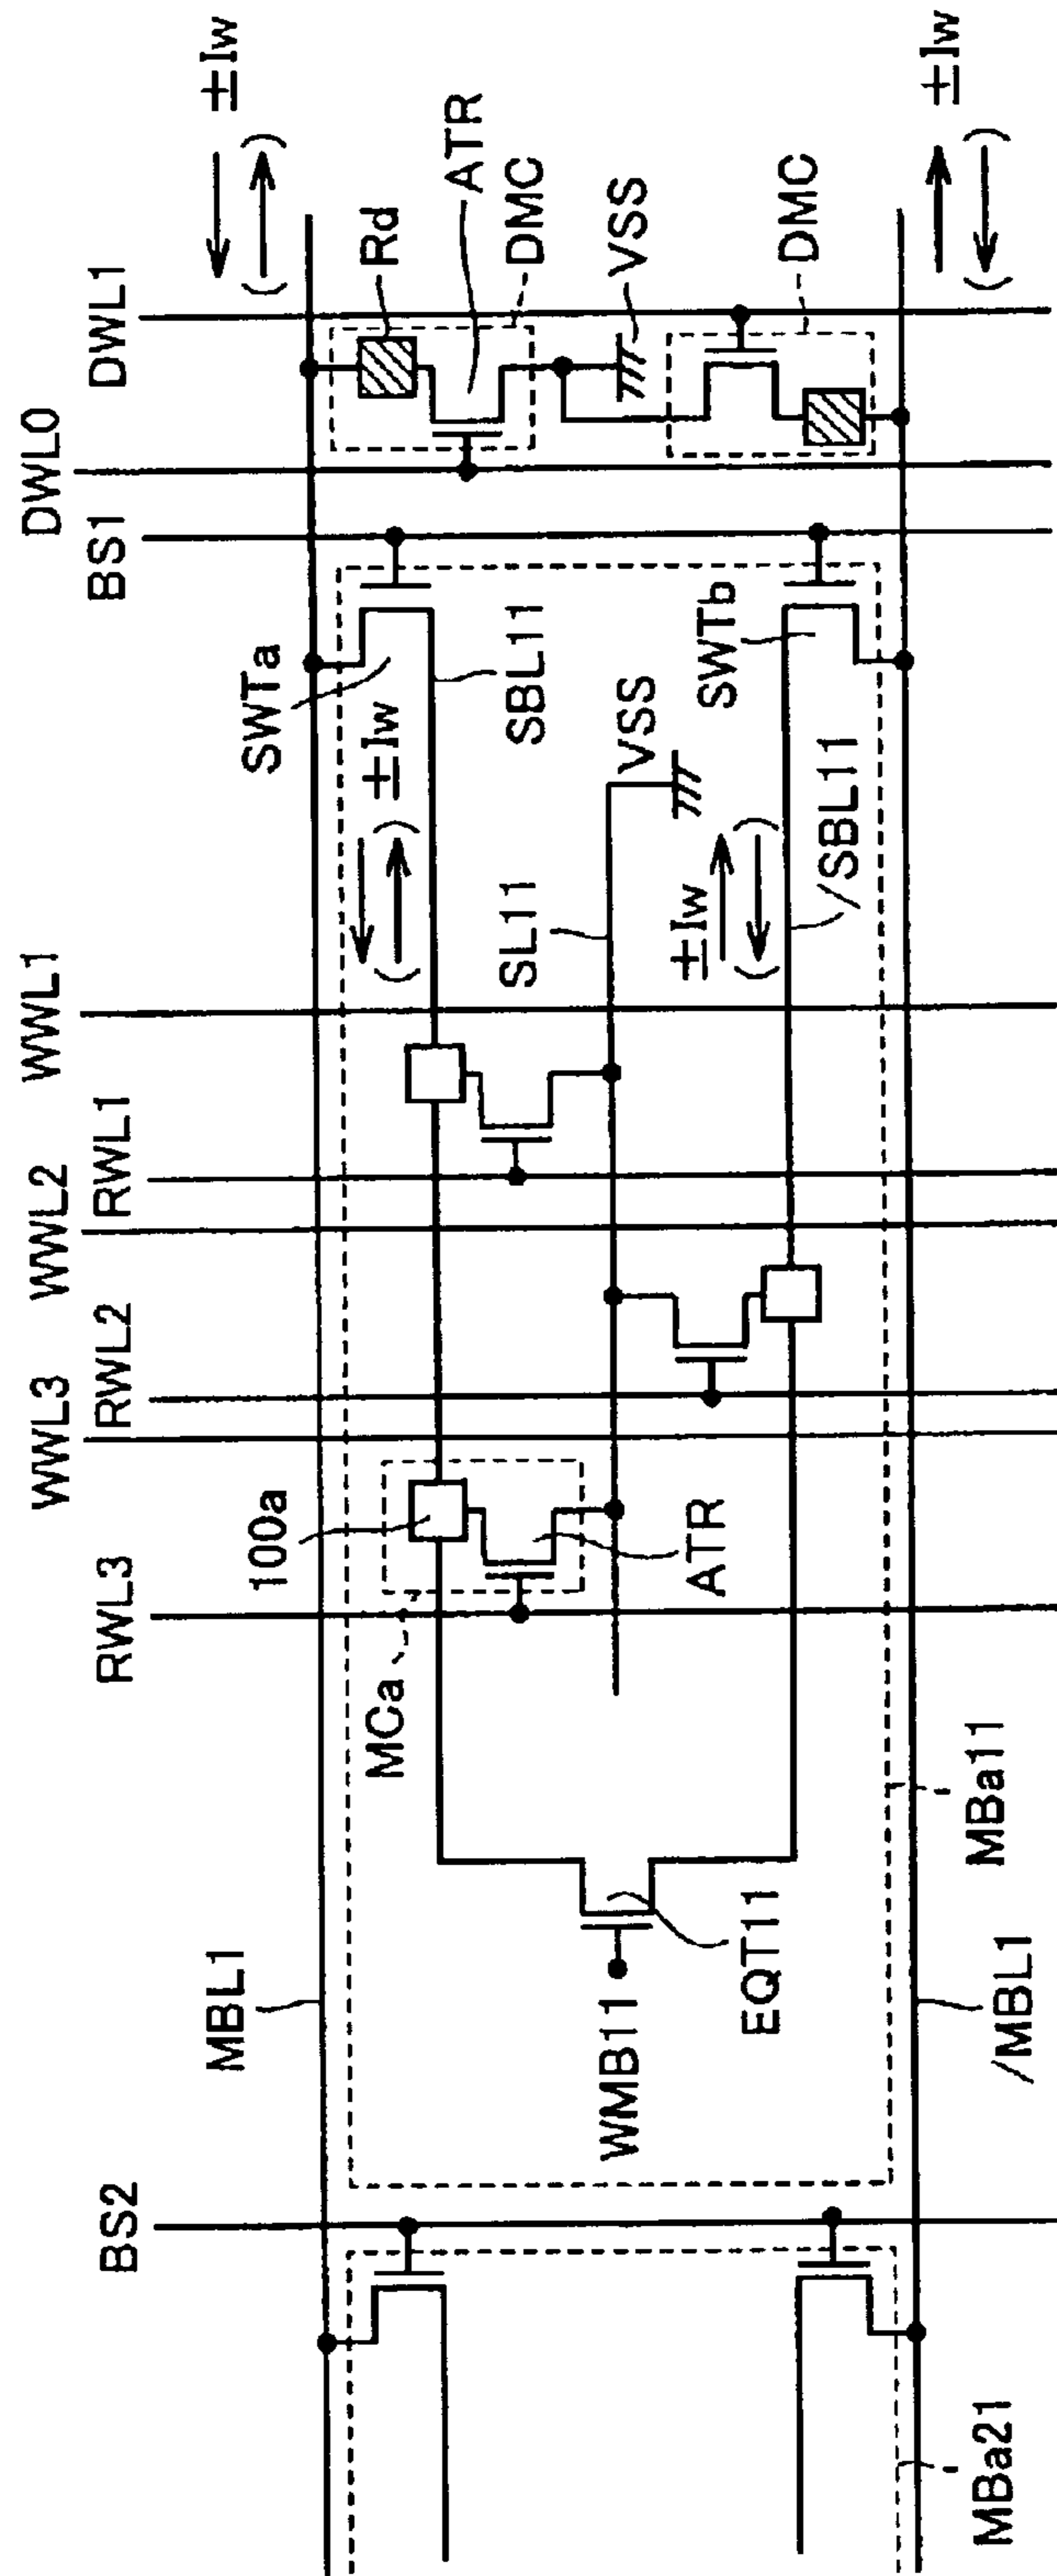 ±Iw
±Iw
DWL1
DWL0
BS1
Rd
ATR
DMC
VSS
DMC
SWTa
±Iw
SBL11
SWTb
VSS
SL11
±Iw
/SBL11
WWL1
RWL1
WWL2
RWL2
WWL3
RWL3
100a
ATR
MCa
MBa11
MBL1
WMB11
EQT11
/MBL1
BS2
MBa21